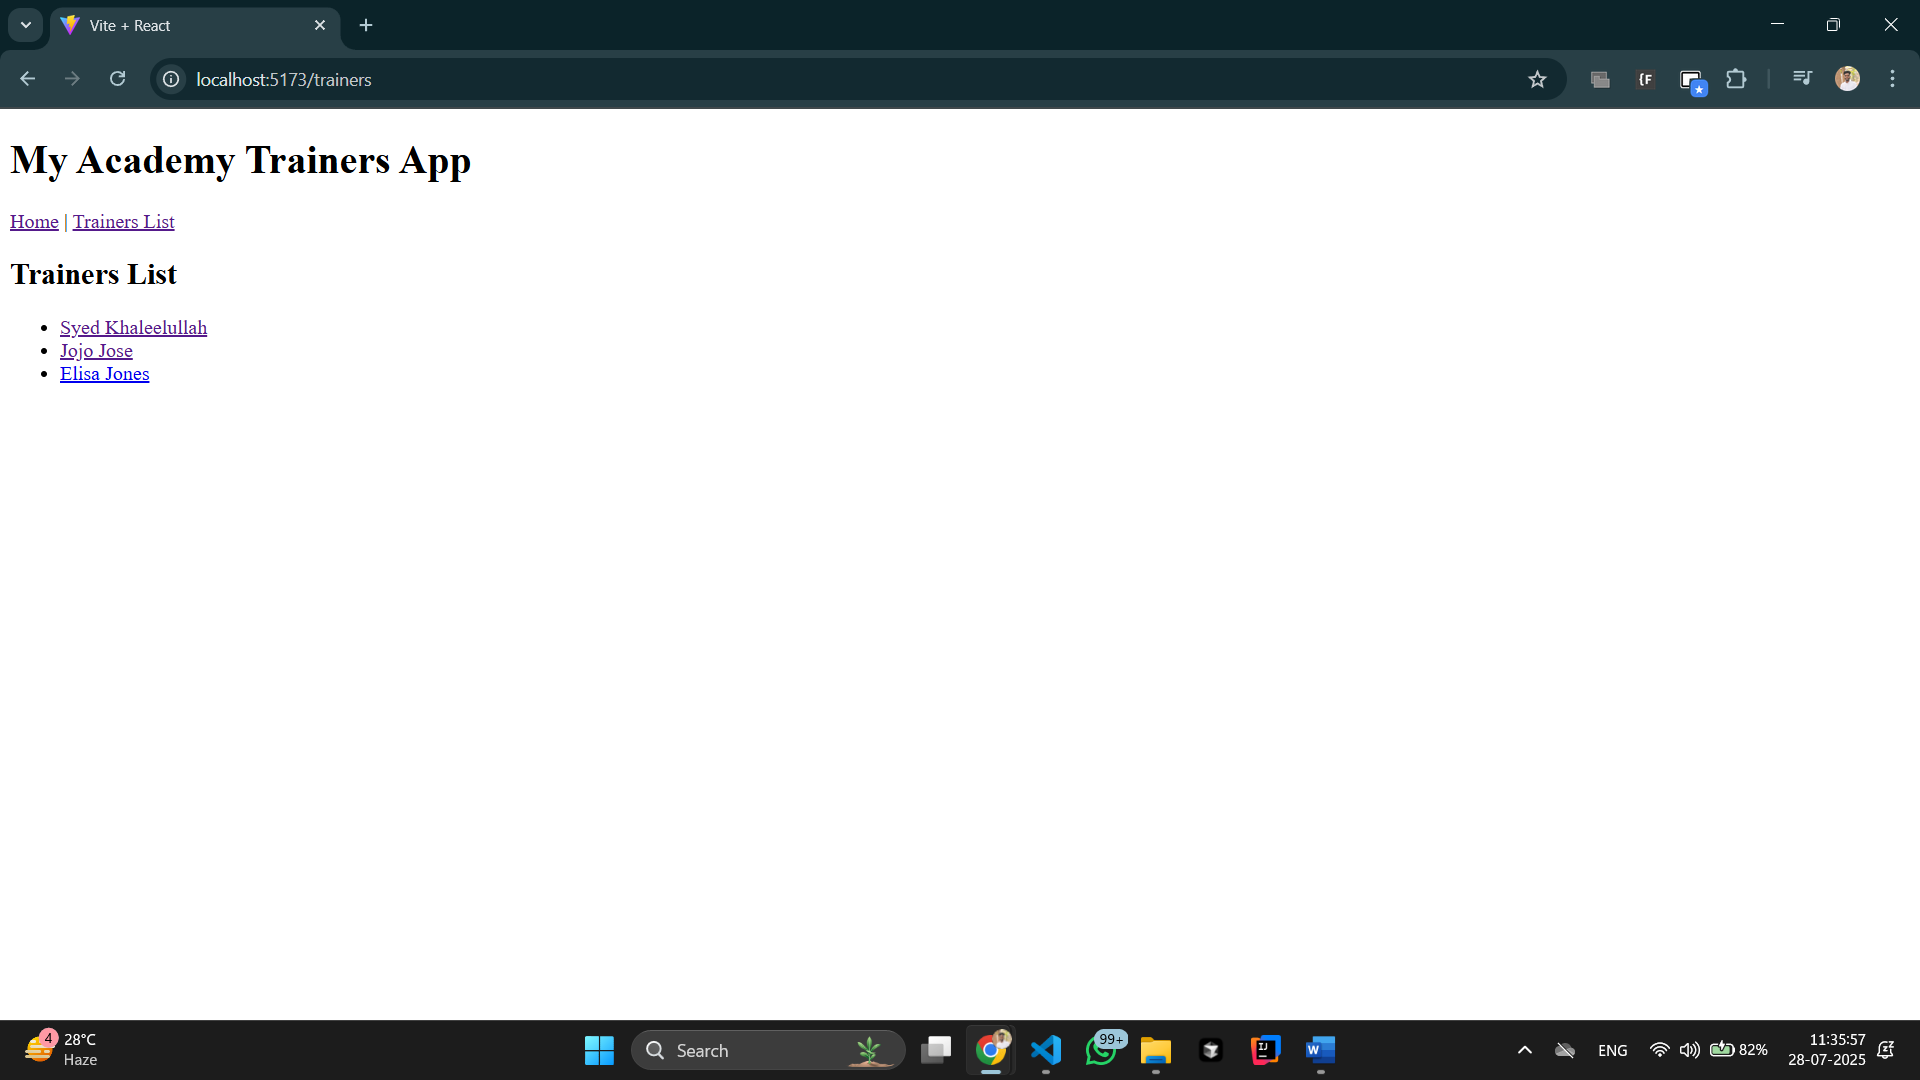 Vite + React
localhost:5173/trainers
{F
My Academy Trainers App
Home | Trainers List
Trainers List
Syed Khaleelullah
Jojo Jose
Elisa Jones
4
28°C
Haze
Search
99+
IJ
W
ENG
82%
11:35:57
28-07-2025